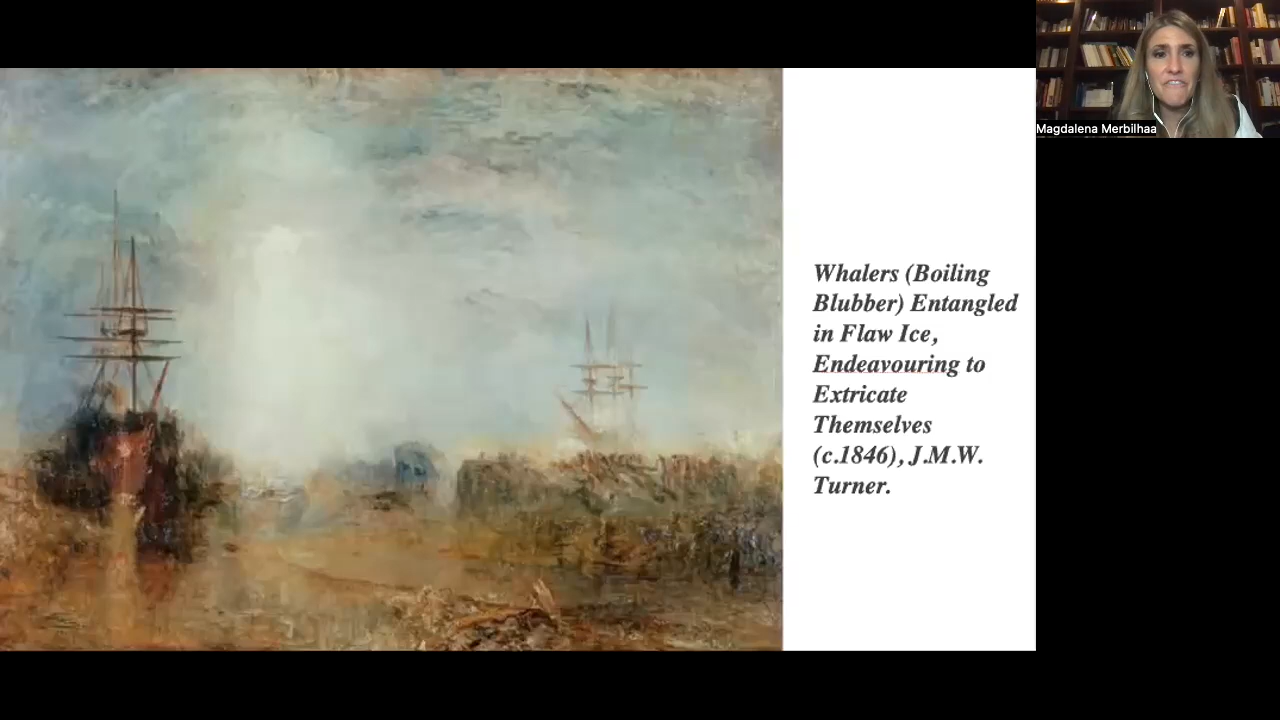 Magdalena Merbilhaa
Whalers (Boiling
Blubber) Entangled
in Flaw Ice,
Endeavouring to
Extricate
Themselves
(c.1846), J.M.W.
Turner.